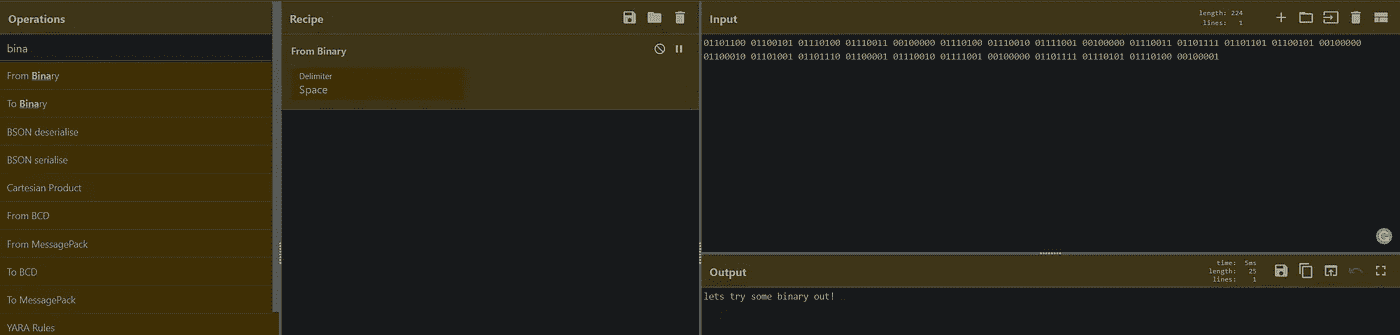 Operations
bina
From Binary
To Binary
BSON deserialise
BSON serialise
Cartesian Product
From BCD
From MessagePack
To BCD
To MessagePack
YARA Rules
Recipe
From Binary
Delimiter
Space
Input
length: 224
lines: 1
01101100 01100101 01110100 01110011 00100000 01110100 01110010 01111001 00100000 01110011 01101111 01101101 01100101 00100000
01100010 01101001 01101110 01100001 01110010 01111001 00100000 01101111 01110101 01110100 00100001
Output
time: 5ms
length: 25
lines: 1
lets try some binary out!